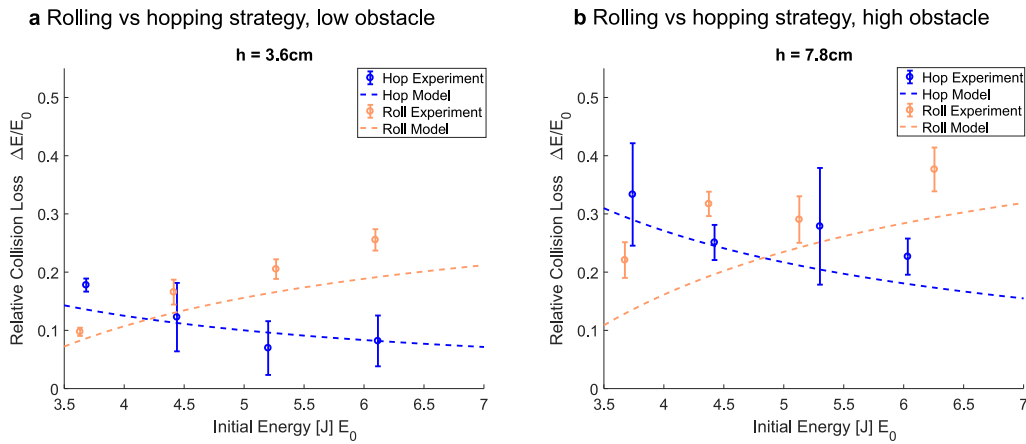 a Rolling vs hopping strategy, low obstacle
h = 3.6cm
Hop Experiment
Hop Model
Roll Experiment
Roll Model
0.5
0.4
0.3
0.2
0.1
0
Relative Collision Loss ΔE/E₀
3.5 4 4.5 5 5.5 6 6.5 7
Initial Energy [J] E₀
b Rolling vs hopping strategy, high obstacle
h = 7.8cm
Hop Experiment
Hop Model
Roll Experiment
Roll Model
0.5
0.4
0.3
0.2
0.1
0
Relative Collision Loss ΔE/E₀
3.5 4 4.5 5 5.5 6 6.5 7
Initial Energy [J] E₀